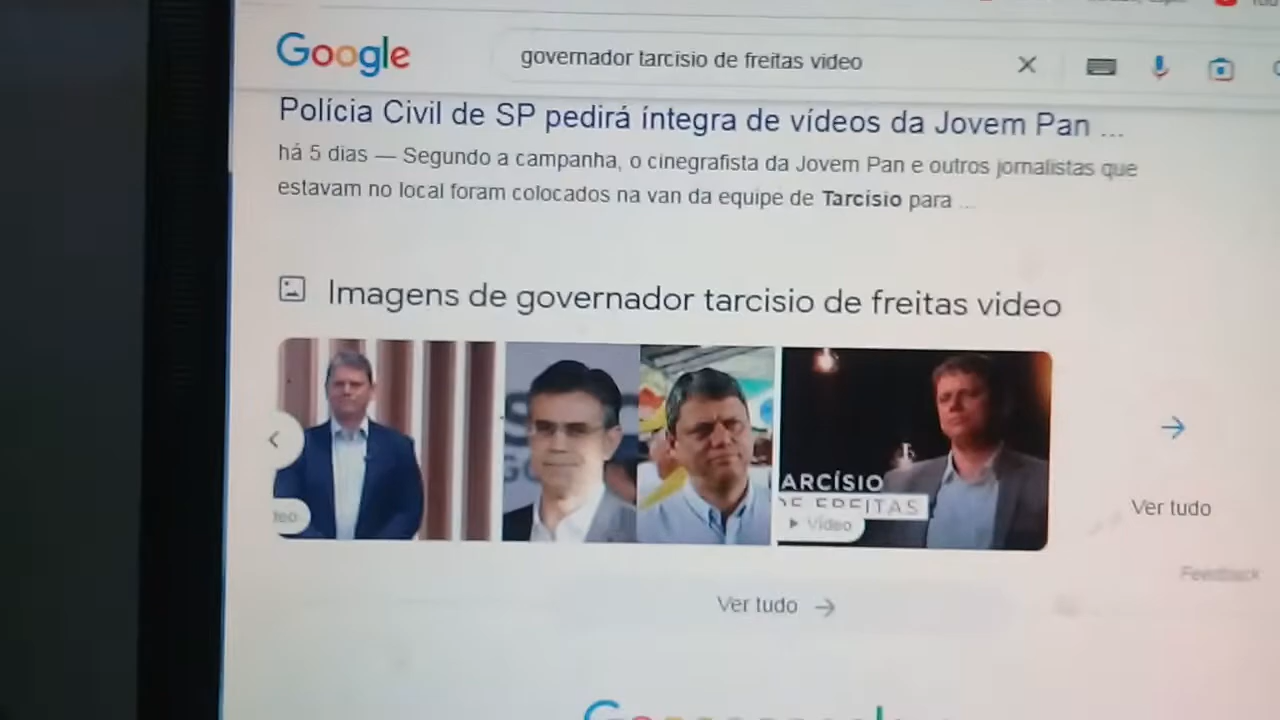 Google
governador tarcisio de freitas video
Polícia Civil de SP pedirá íntegra de vídeos da Jovem Pan ...
há 5 dias — Segundo a campanha, o cinegrafista da Jovem Pan e outros jornalistas que
estavam no local foram colocados na van da equipe de Tarcísio para ...
Imagens de governador tarcisio de freitas video
ARCÍSIO
DE FREITAS
Vídeo
Ver tudo
Feedback
Ver tudo